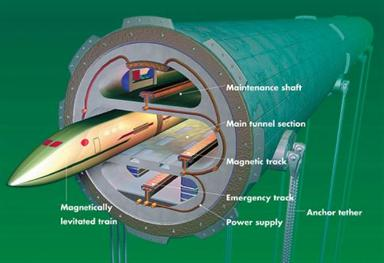 Maintenance shaft
Main tunnel section
Magnetic track
Magnetically
levitated train
Emergency track
Anchor tether
Power supply